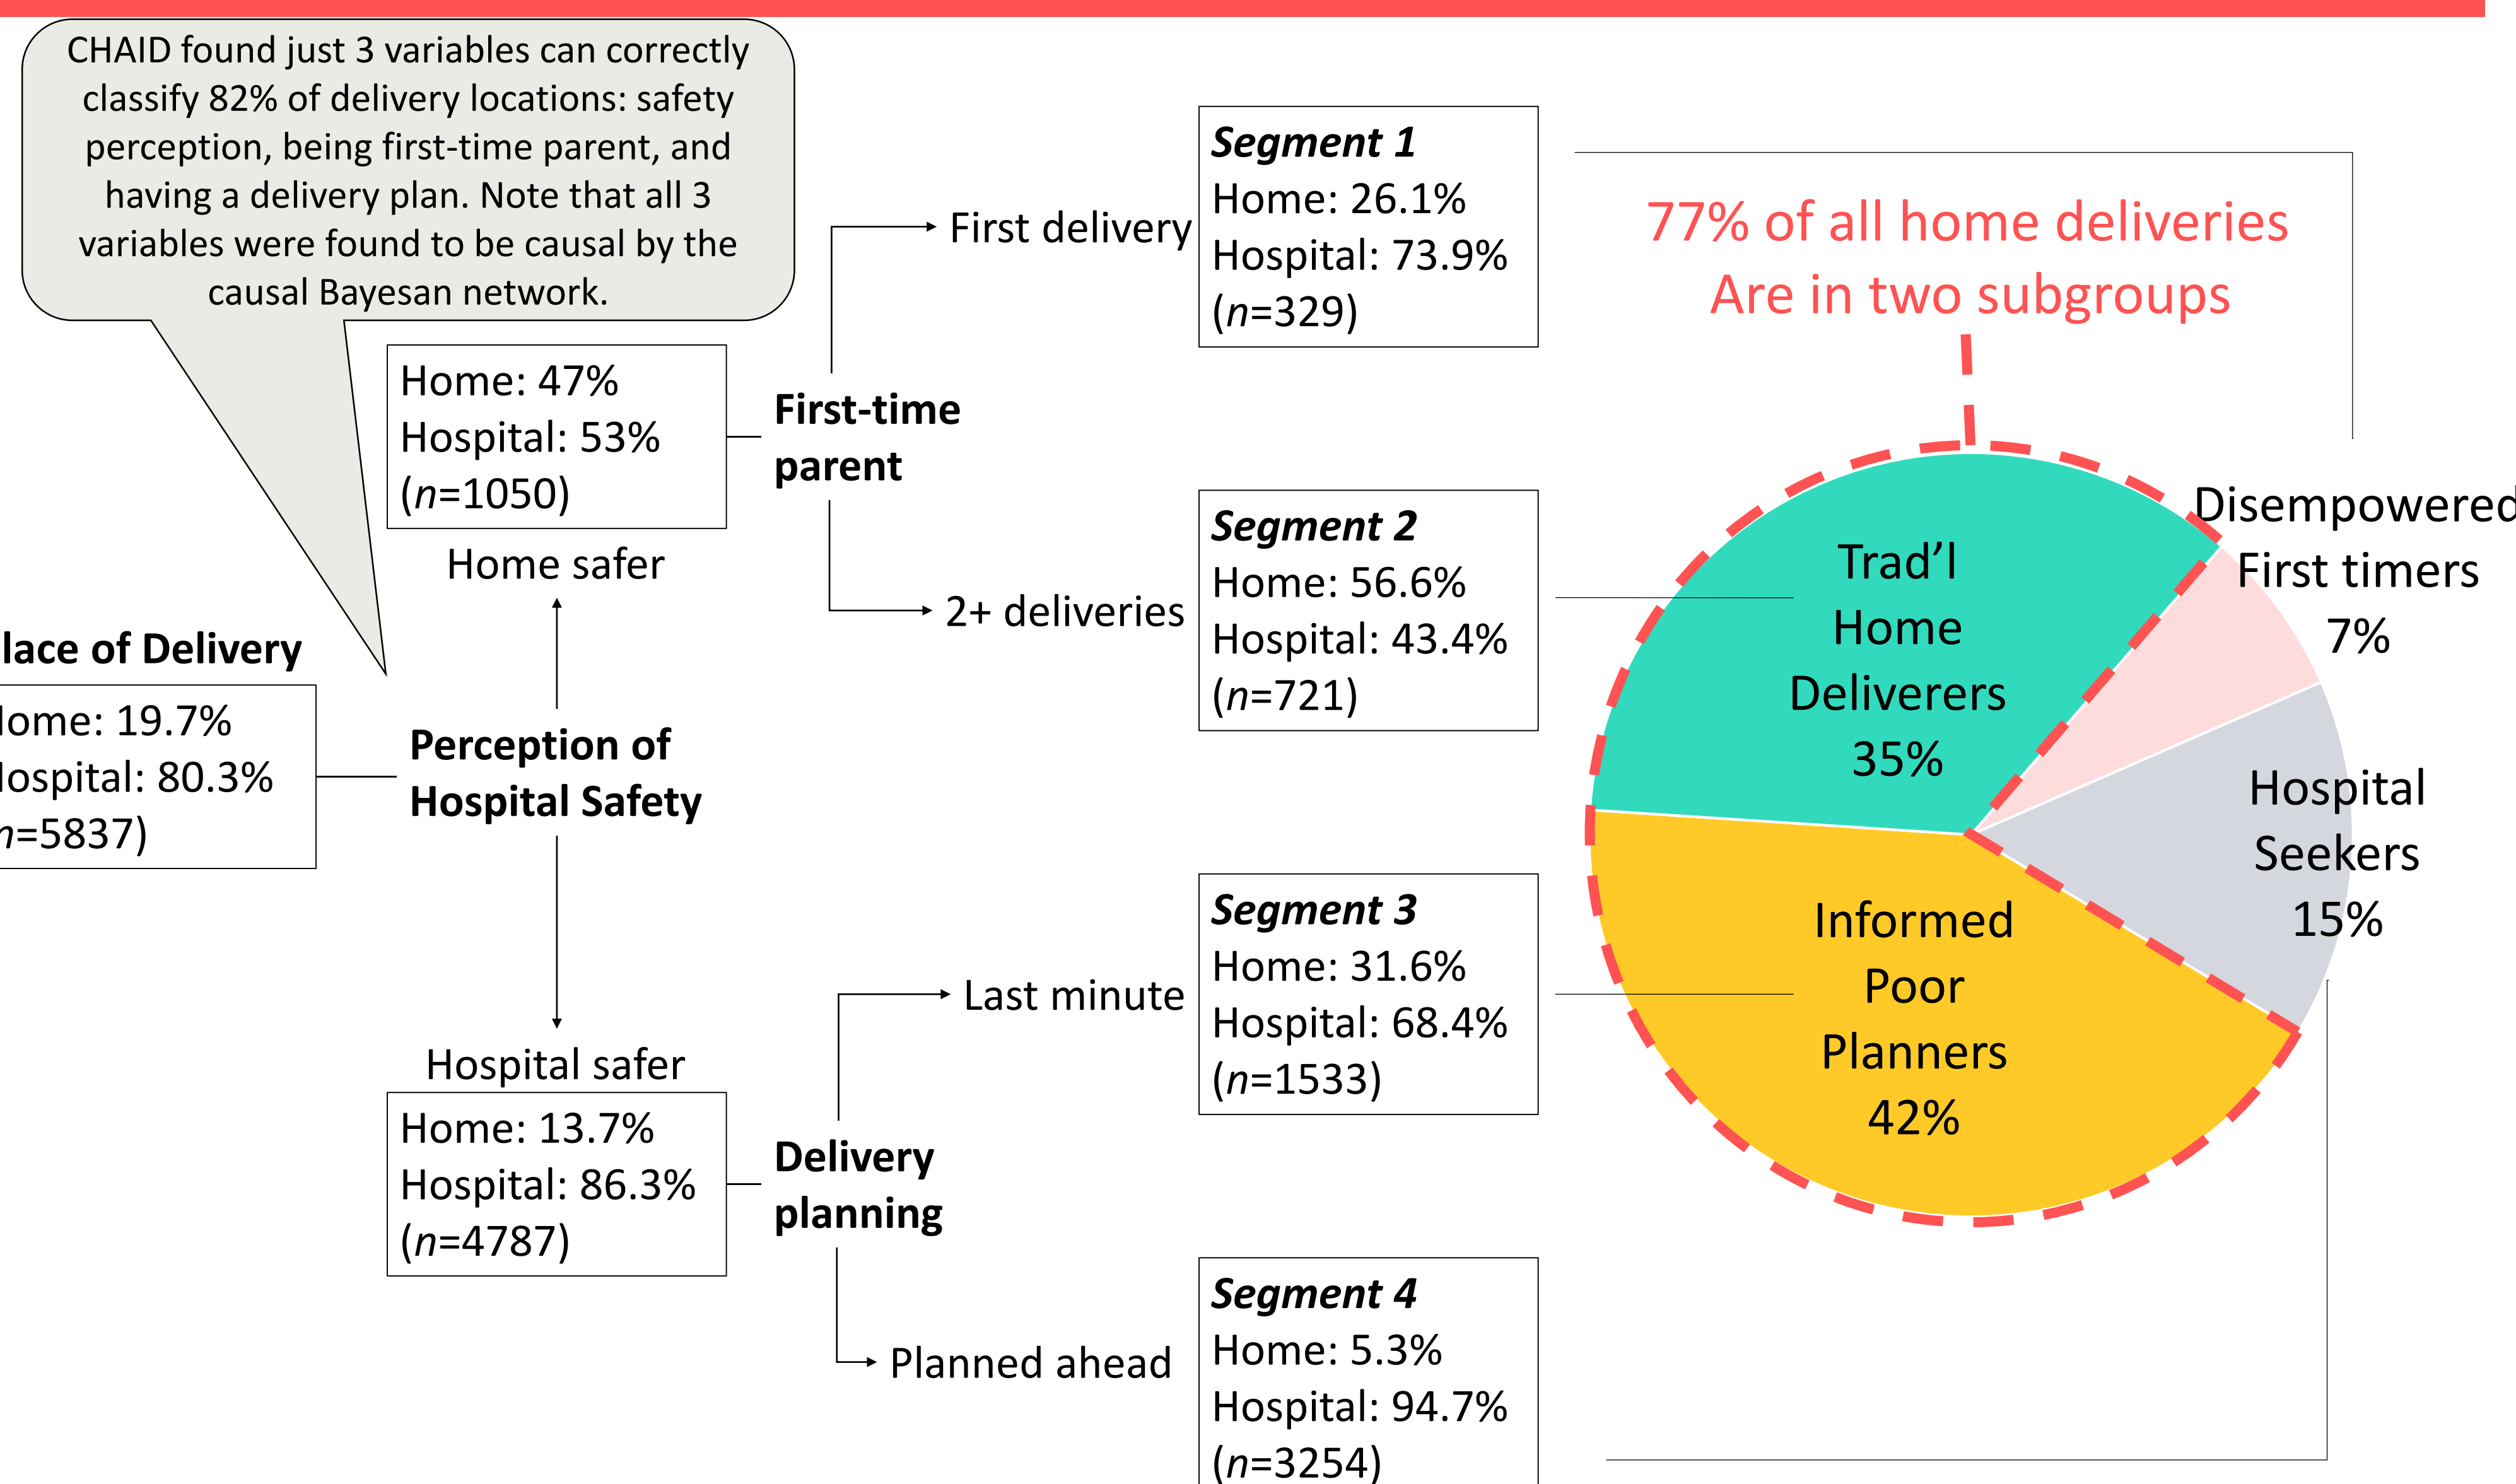 CHAID found just 3 variables can correctly
classify 82% of delivery locations: safety
perception, being first-time parent, and
having a delivery plan. Note that all 3
variables were found to be causal by the
causal Bayesan network.
lace of Delivery
ome: 19.7%
ospital: 80.3%
n=5837)
Perception of
Hospital Safety
Home safer
Home: 47%
Hospital: 53%
(n=1050)
Hospital safer
Home: 13.7%
Hospital: 86.3%
(n=4787)
First-time
parent
First delivery
2+ deliveries
Delivery
planning
Last minute
Planned ahead
Segment 1
Home: 26.1%
Hospital: 73.9%
(n=329)
Segment 2
Home: 56.6%
Hospital: 43.4%
(n=721)
Segment 3
Home: 31.6%
Hospital: 68.4%
(n=1533)
Segment 4
Home: 5.3%
Hospital: 94.7%
(n=3254)
77% of all home deliveries
Are in two subgroups
Trad’l
Home
Deliverers
35%
Disempowered
First timers
7%
Hospital
Seekers
15%
Informed
Poor
Planners
42%